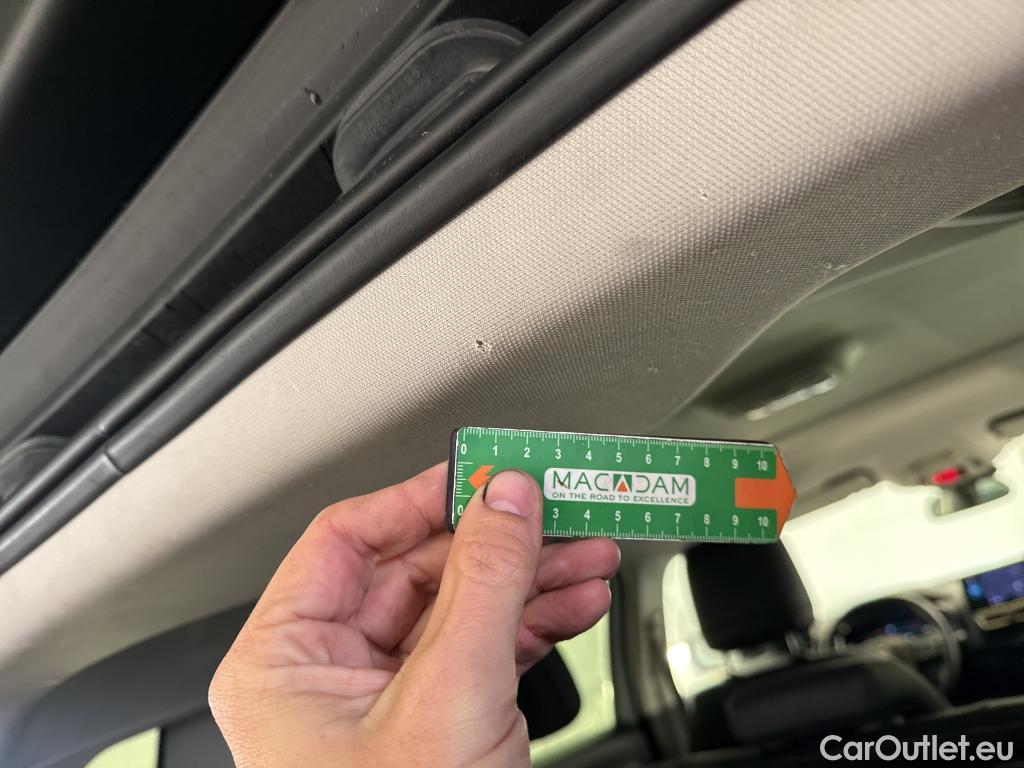 0 1 2 3 4 5 6 7 8 9 10
MACADAM
ON THE ROAD TO EXCELLENCE
0 3 4 5 6 7 8 9 10
CarOutlet.eu